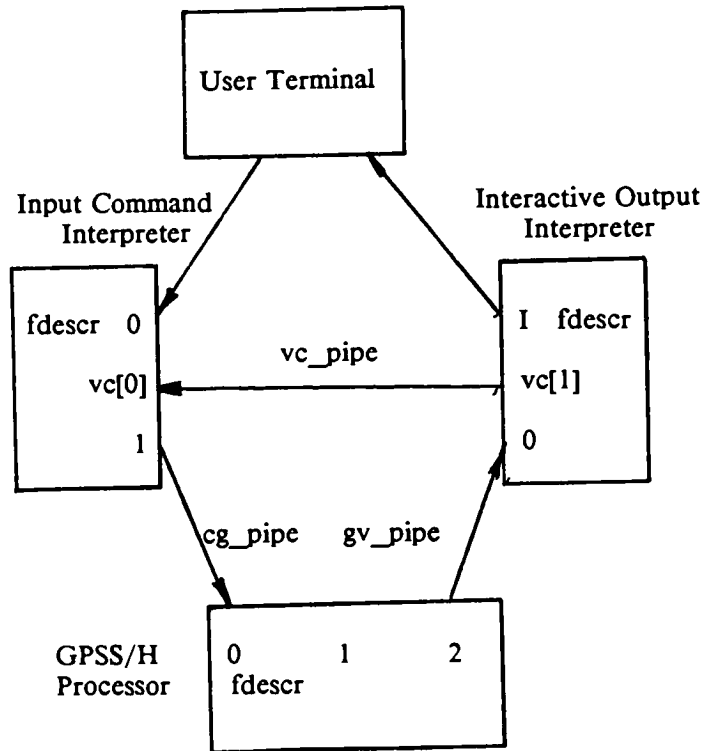 User Terminal
Input Command
Interpreter
Interactive Output
Interpreter
fdescr 0
vc[0]
1
vc_pipe
I fdescr
vc[1]
0
cg_pipe
gv_pipe
GPSS/H
Processor
0 1 2
fdescr